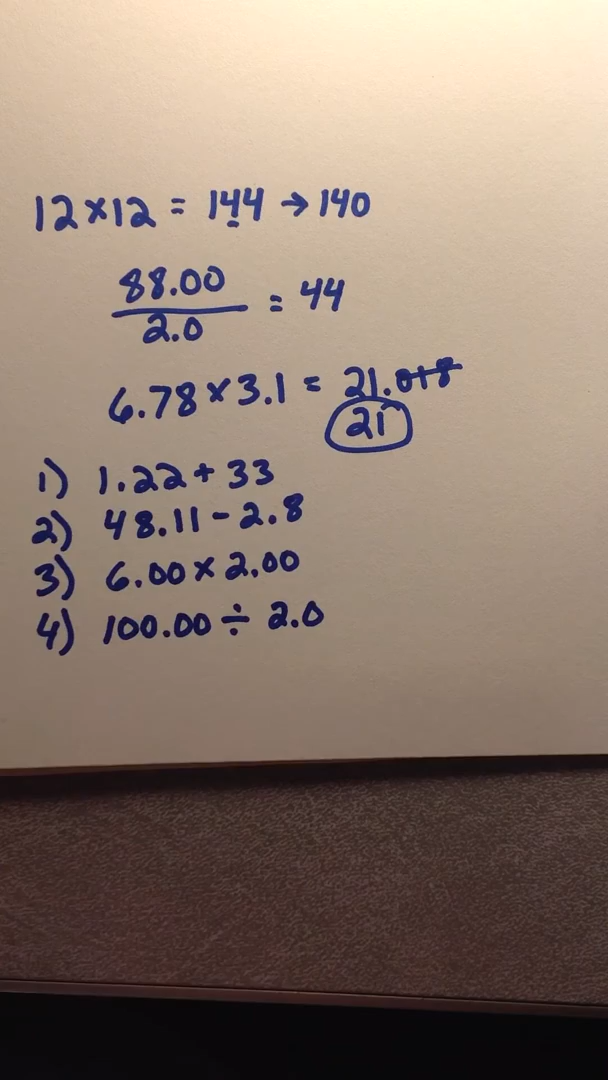 12×12 = 144 → 140
88.00
2.0
= 44
6.78×3.1 = 21.018
21
1) 1.22 + 33
2) 48.11 - 2.8
3) 6.00 × 2.00
4) 100.00 ÷ 2.0